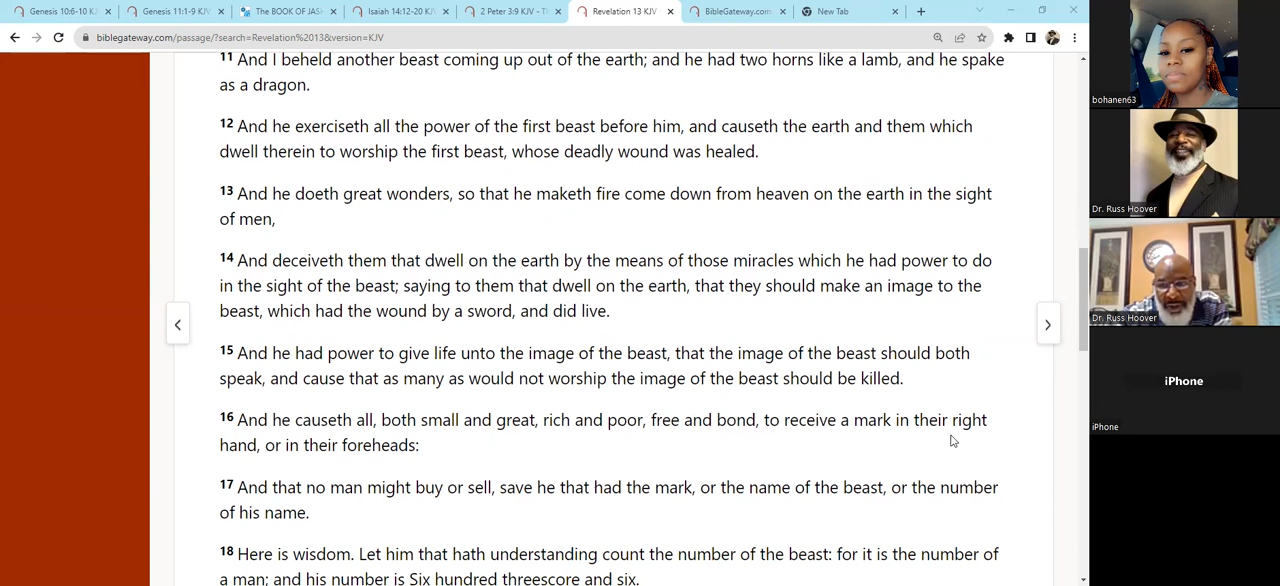 Genesis 10:6-10 KJ
Genesis 11:1-9 KJV
The BOOK OF JAS
Isaiah 14:12-20 KJV
2 Peter 3:9 KJV - T
Revelation 13 KJV
BibleGateway.com
New Tab
biblegateway.com/passage/?search=Revelation%2013&version=KJV
11 And I beheld another beast coming up out of the earth; and he had two horns like a lamb, and he spake
as a dragon.
12 And he exerciseth all the power of the first beast before him, and causeth the earth and them which
dwell therein to worship the first beast, whose deadly wound was healed.
13 And he doeth great wonders, so that he maketh fire come down from heaven on the earth in the sight
of men,
14 And deceiveth them that dwell on the earth by the means of those miracles which he had power to do
in the sight of the beast; saying to them that dwell on the earth, that they should make an image to the
beast, which had the wound by a sword, and did live.
15 And he had power to give life unto the image of the beast, that the image of the beast should both
speak, and cause that as many as would not worship the image of the beast should be killed.
16 And he causeth all, both small and great, rich and poor, free and bond, to receive a mark in their right
hand, or in their foreheads:
17 And that no man might buy or sell, save he that had the mark, or the name of the beast, or the number
of his name.
18 Here is wisdom. Let him that hath understanding count the number of the beast: for it is the number of
a man; and his number is Six hundred threescore and six.
bohanen63
Dr. Russ Hoover
Dr. Russ Hoover
iPhone
iPhone